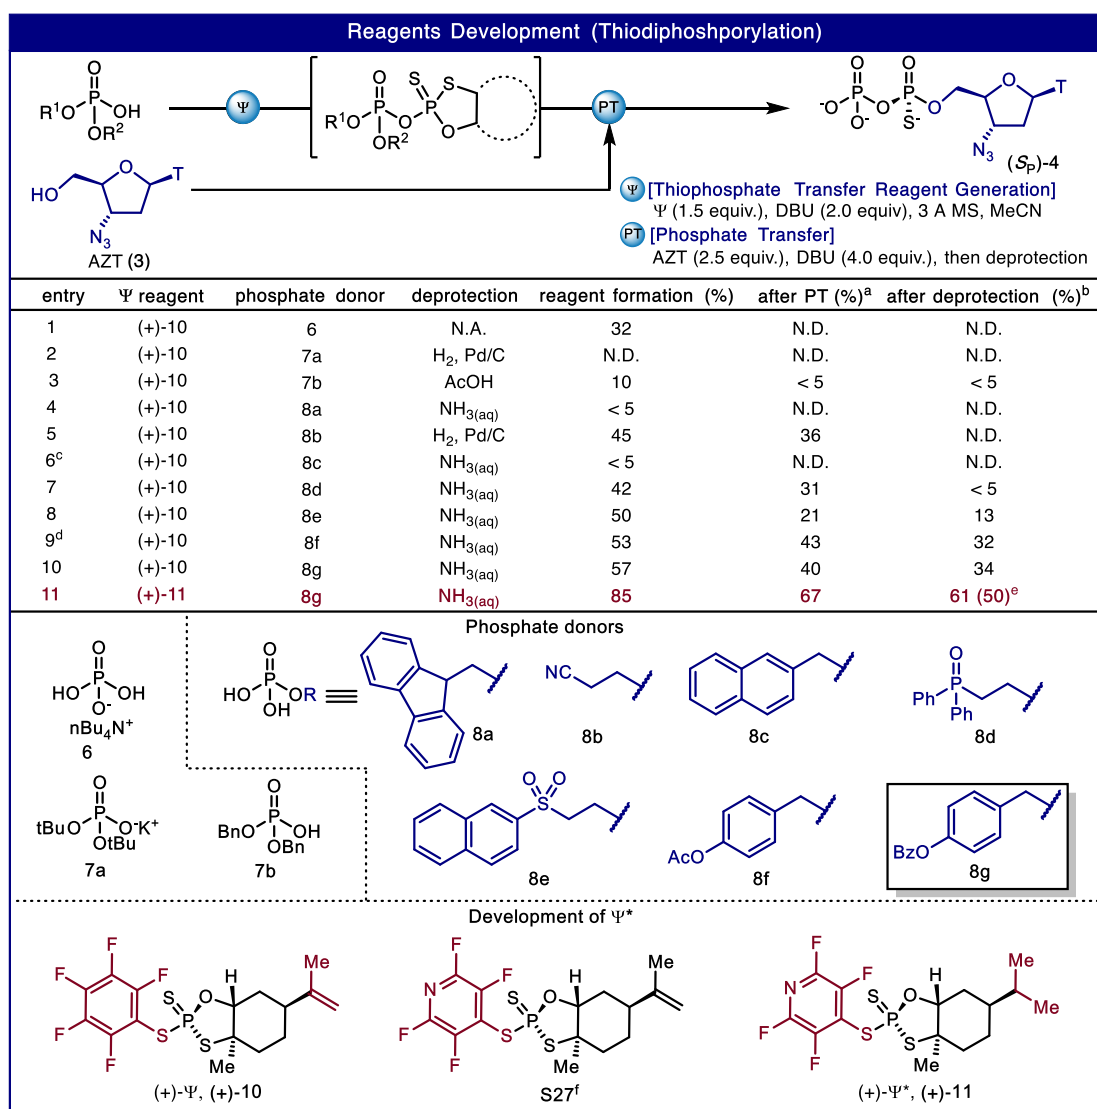 Reagents Development (Thiodiphoshporylation)
O
R¹O P OH
OR²
Ψ
O S S
R¹O P O P
OR² O
PT
O O
⁻O P O P O O T
O⁻ S⁻
N₃
(S_P)-4
HO O T
N₃
AZT (3)
Ψ [Thiophosphate Transfer Reagent Generation]
Ψ (1.5 equiv.), DBU (2.0 equiv), 3 A MS, MeCN
PT [Phosphate Transfer]
AZT (2.5 equiv.), DBU (4.0 equiv.), then deprotection
entry Ψ reagent phosphate donor deprotection reagent formation (%) after PT (%)ᵃ after deprotection (%)ᵇ
1 (+)-10 6 N.A. 32 N.D. N.D.
2 (+)-10 7a H₂, Pd/C N.D. N.D. N.D.
3 (+)-10 7b AcOH 10 < 5 < 5
4 (+)-10 8a NH₃₍aq₎ < 5 N.D. N.D.
5 (+)-10 8b H₂, Pd/C 45 36 N.D.
6ᶜ (+)-10 8c NH₃₍aq₎ < 5 N.D. N.D.
7 (+)-10 8d NH₃₍aq₎ 42 31 < 5
8 (+)-10 8e NH₃₍aq₎ 50 21 13
9ᵈ (+)-10 8f NH₃₍aq₎ 53 43 32
10 (+)-10 8g NH₃₍aq₎ 57 40 34
11 (+)-11 8g NH₃₍aq₎ 85 67 61 (50)ᵉ
Phosphate donors
O
HO P OH
O⁻
nBu₄N⁺
6
O
HO P OR
OH
8a
NC
8b
8c
O
Ph P
Ph
8d
O
tBuO P O⁻K⁺
OtBu
7a
O
BnO P OH
OBn
7b
O O
S
8e
AcO
8f
BzO
8g
Development of Ψ*
F F F F F
S S P O S H
Me
Me
(+)-Ψ, (+)-10
F F N F F
S S P O S H
Me
Me
S27ᶠ
F F N F F
S S P O S H
Me
Me
Me
(+)-Ψ*, (+)-11